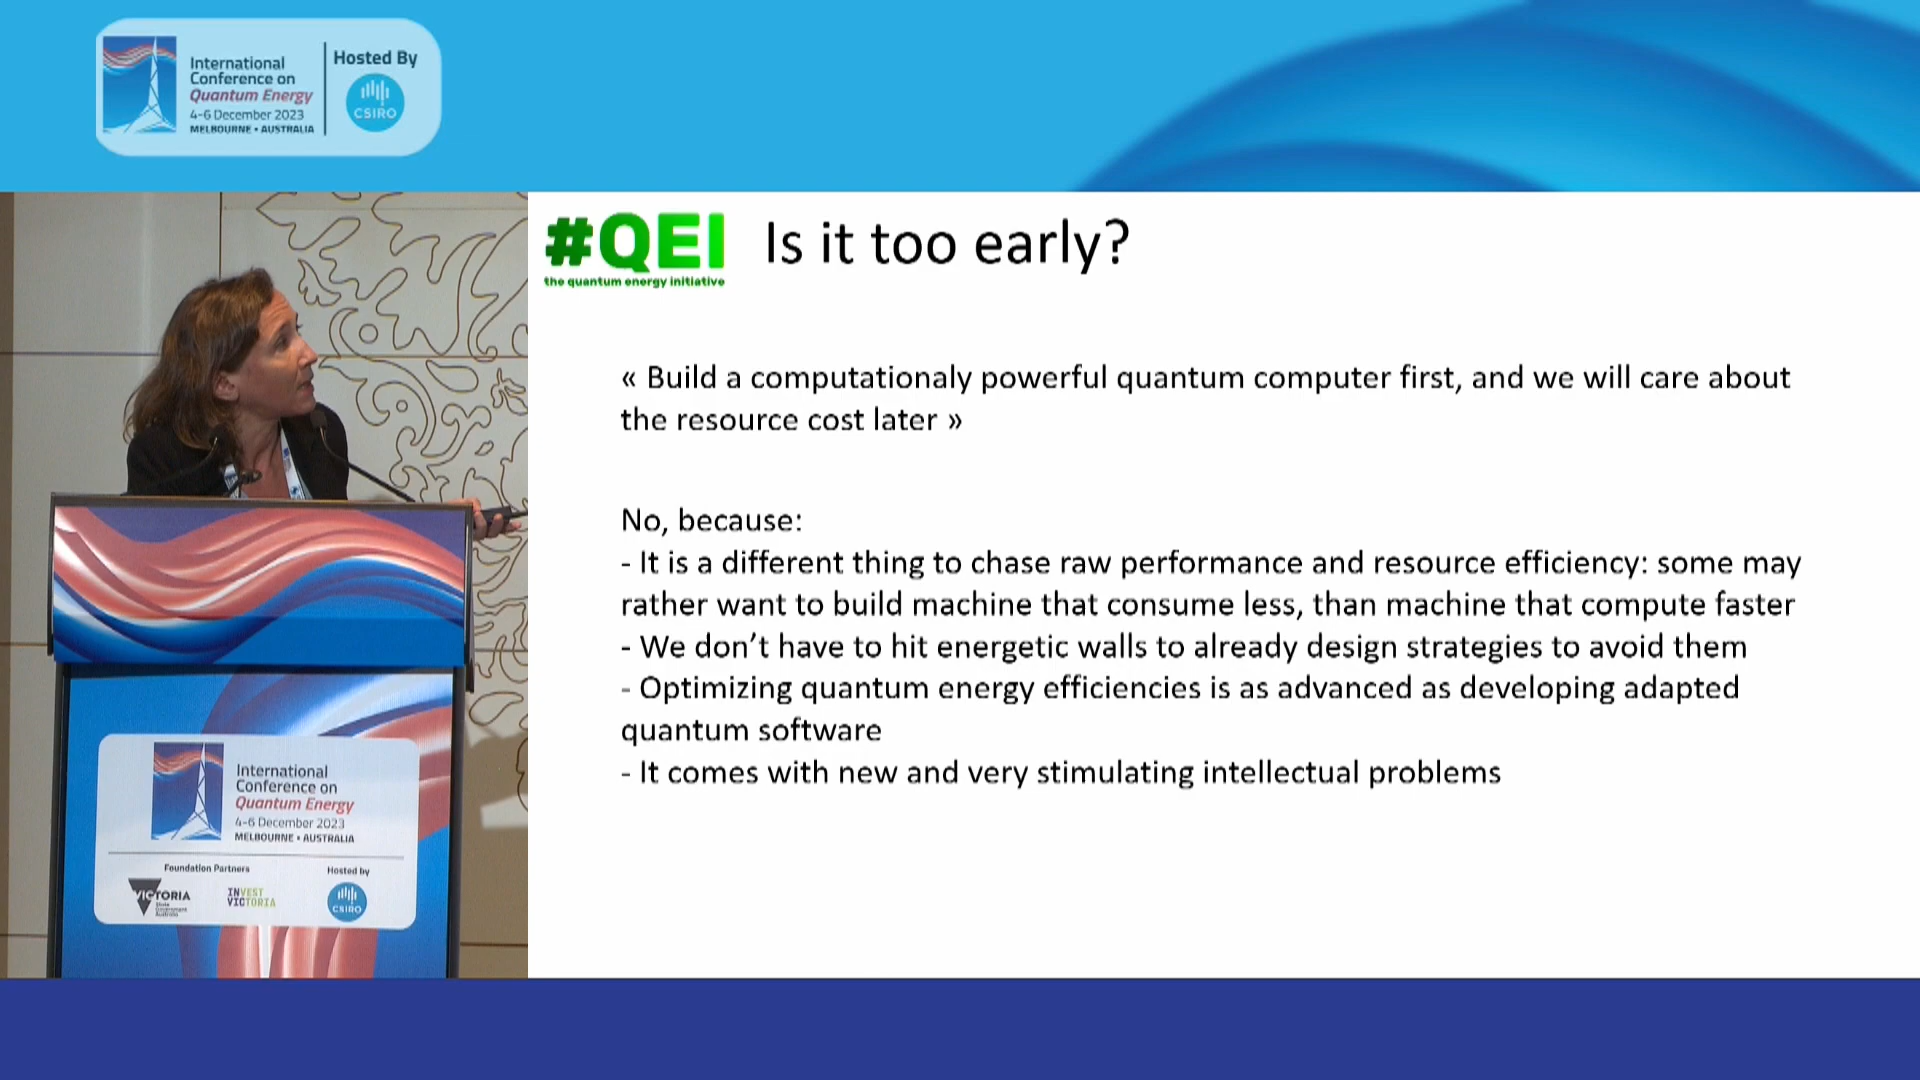 International
Conference on
Quantum Energy
4-6 December 2023
MELBOURNE • AUSTRALIA
Hosted By
CSIRO
#QEI
the quantum energy initiative
Is it too early?
« Build a computationaly powerful quantum computer first, and we will care about
the resource cost later »
No, because:
- It is a different thing to chase raw performance and resource efficiency: some may
rather want to build machine that consume less, than machine that compute faster
- We don’t have to hit energetic walls to already design strategies to avoid them
- Optimizing quantum energy efficiencies is as advanced as developing adapted
quantum software
- It comes with new and very stimulating intellectual problems
International
Conference on
Quantum Energy
4-6 December 2023
MELBOURNE • AUSTRALIA
Foundation Partners
VICTORIA
State
Government
Australia
INVEST
VICTORIA
Hosted by
CSIRO